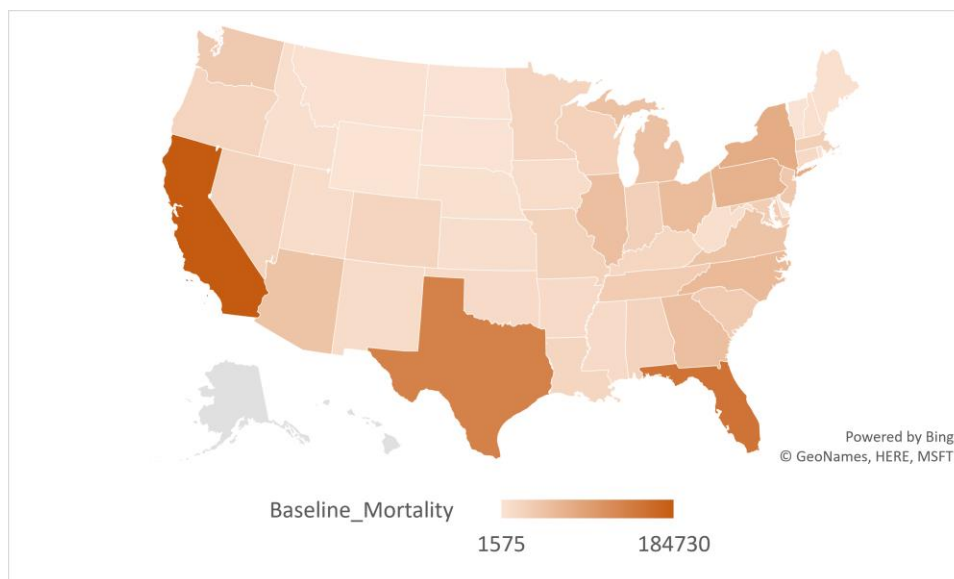 Powered by Bing
© GeoNames, HERE, MSFT
Baseline_Mortality
1575
184730